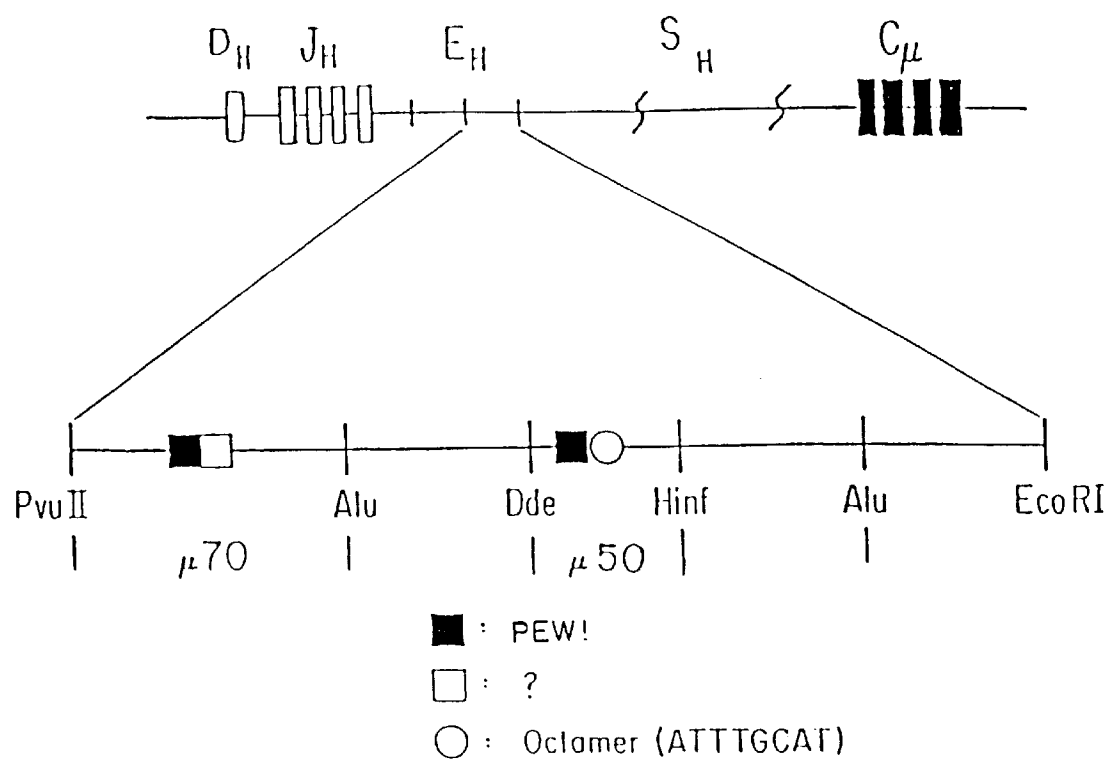 D_H J_H E_H S_H C_μ
PvuII Alu Dde Hinf Alu EcoRI
μ70 μ50
: PEW!
: ?
: Octamer (ATTTGCAT)